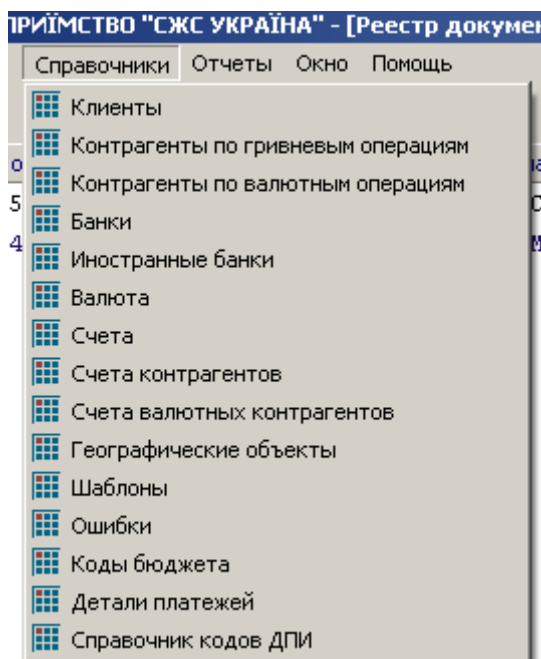 ПРИЇМСТВО "СЖС УКРАЇНА" - [Реестр докумен
Справочники Отчеты Окно Помощь
Клиенты
Контрагенты по гривневым операциям
Контрагенты по валютным операциям
Банки
Иностранные банки
Валюта
Счета
Счета контрагентов
Счета валютных контрагентов
Географические объекты
Шаблоны
Ошибки
Коды бюджета
Детали платежей
Справочник кодов ДПИ